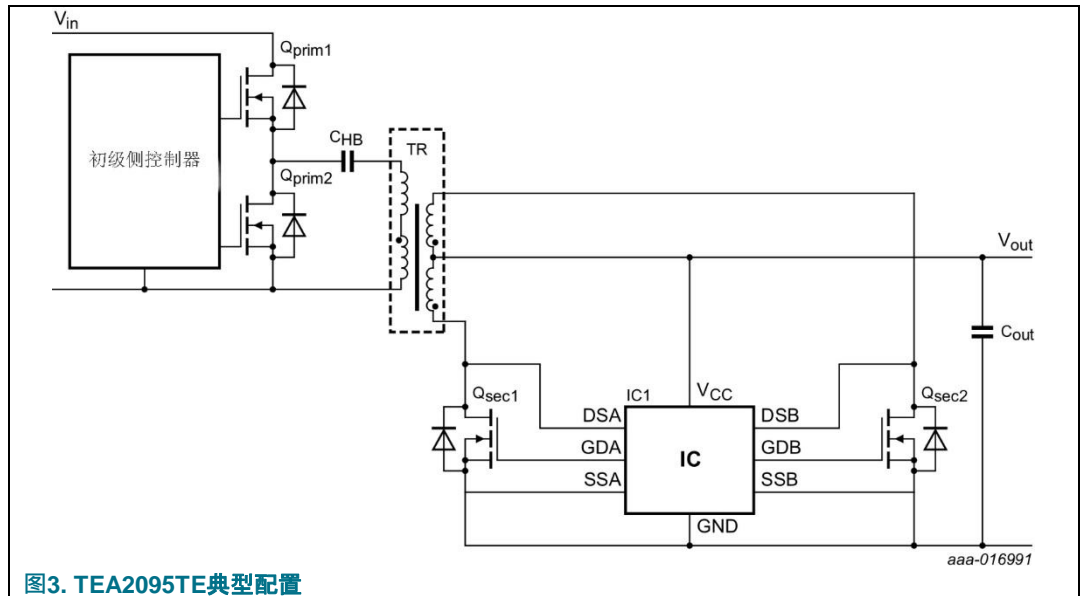 Vin
Qprim1
初级侧控制器
CHB
TR
Qprim2
Vout
Cout
Qsec1
IC1
VCC
Qsec2
DSA
DSB
GDA
IC
GDB
SSA
SSB
GND
aaa-016991
图3. TEA2095TE典型配置